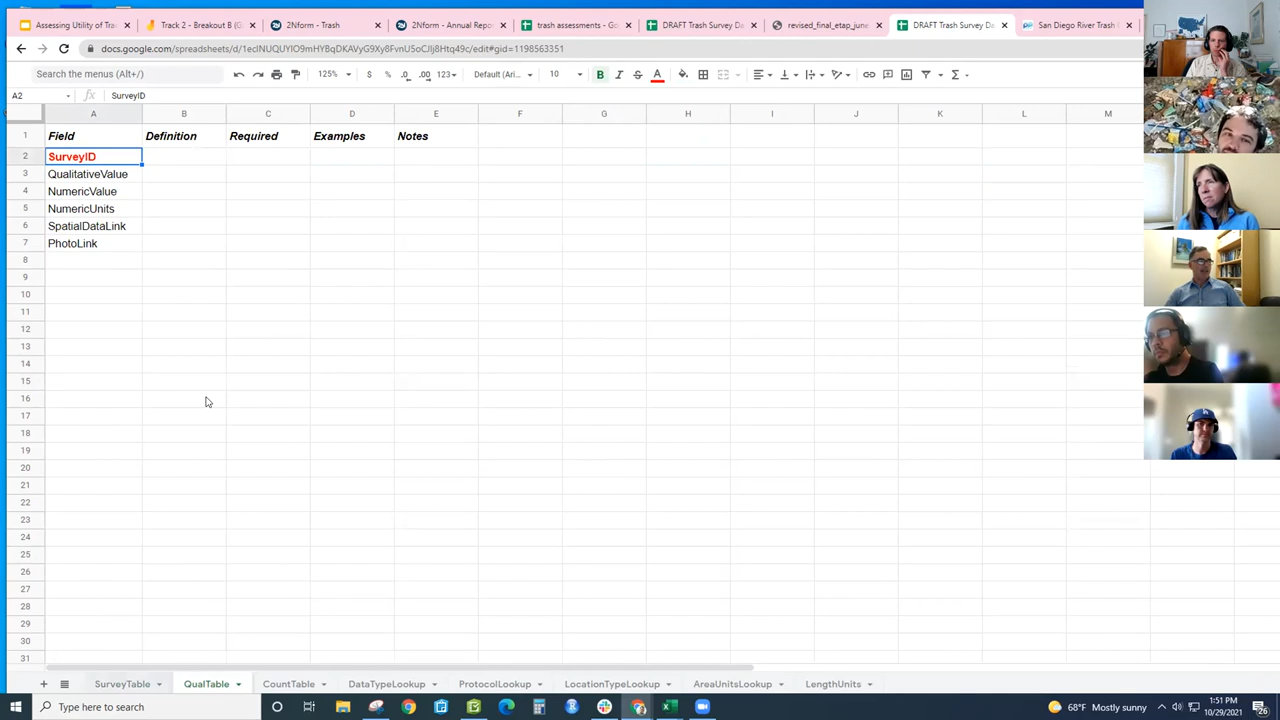 Assessing Utility of Trac × Track 2 - Breakout B (G × 2Nform - Trash × 2Nform - Annual Repo × trash assessments - Go × DRAFT Trash Survey Da × revised_final_etap_june × DRAFT Trash Survey Da × San Diego River Trash C ×
docs.google.com/spreadsheets/d/1eclNUQUYIO9mHYBqDKAVyG9Xy8FvnU5oCJIj8Htq49c/edit#gid=1108563351
Search the menus (Alt+/) 125% $ % .0 .00 123 Default (Ari... 10 B I S A
A2 fx SurveyID
A B C D E F G H I J K L M
1 Field Definition Required Examples Notes
2 SurveyID
3 QualitativeValue
4 NumericValue
5 NumericUnits
6 SpatialDataLink
7 PhotoLink
8
9
10
11
12
13
14
15
16
17
18
19
20
21
22
23
24
25
26
27
28
29
30
31
+ SurveyTable QualTable CountTable DataTypeLookup ProtocolLookup LocationTypeLookup AreaUnitsLookup LengthUnits
Type here to search 68°F Mostly sunny 1:51 PM
10/29/2021 26